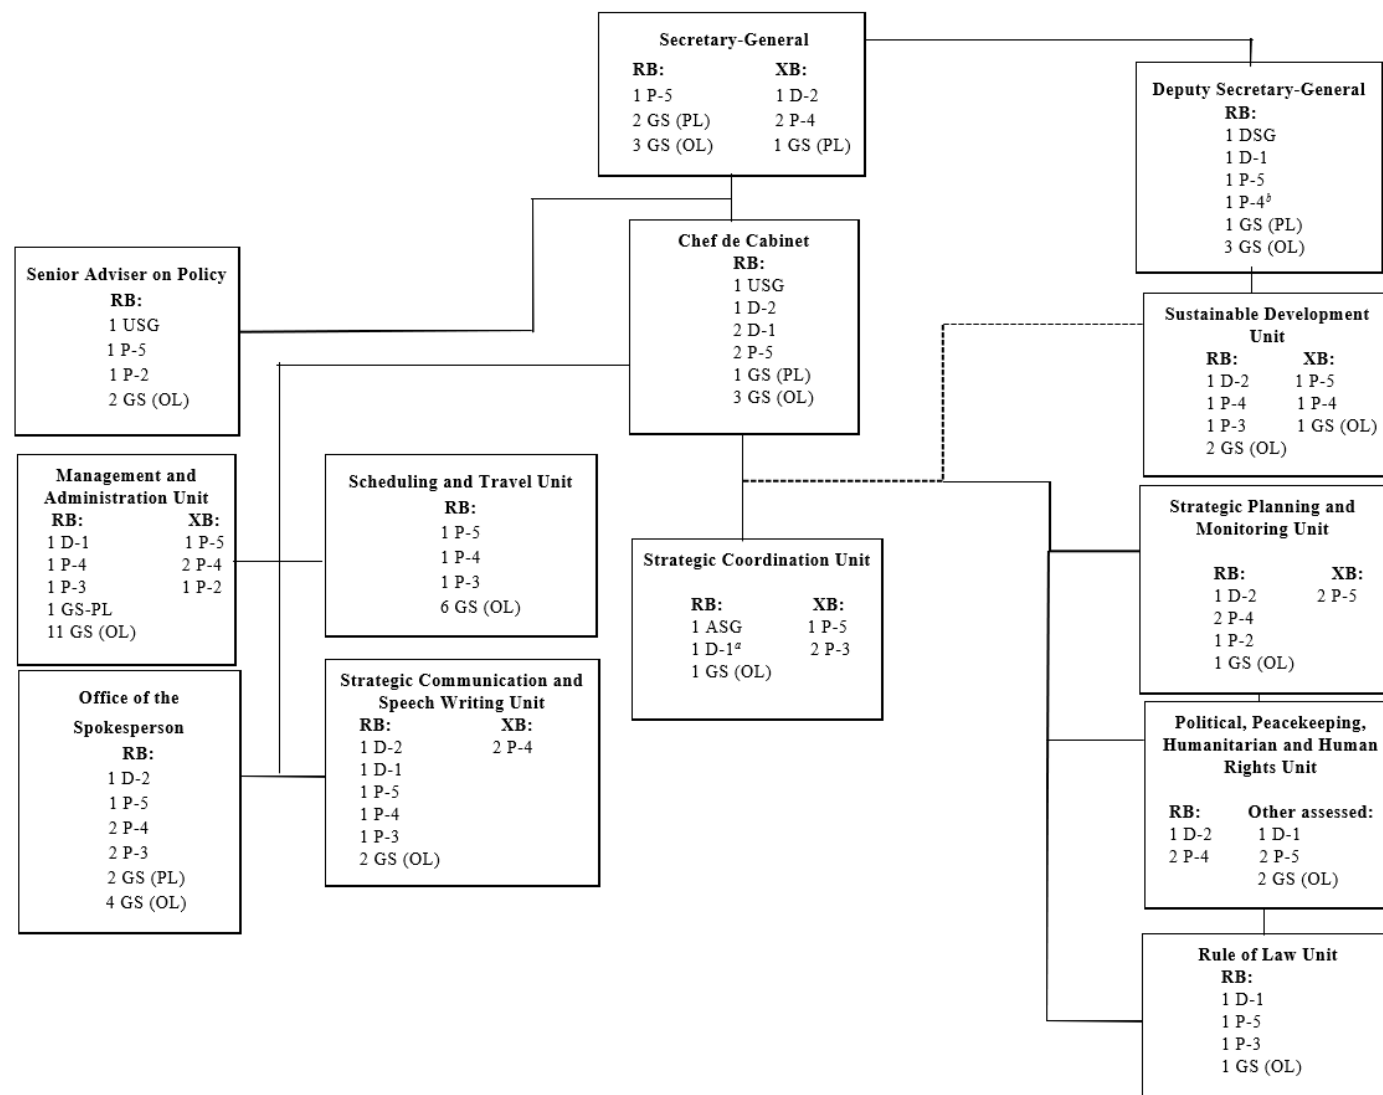 Secretary-General
RB: XB:
1 P-5 1 D-2
2 GS (PL) 2 P-4
3 GS (OL) 1 GS (PL)
Deputy Secretary-General
RB:
1 DSG
1 D-1
1 P-5
1 P-4b
1 GS (PL)
3 GS (OL)
Chef de Cabinet
RB:
1 USG
1 D-2
2 D-1
2 P-5
1 GS (PL)
3 GS (OL)
Senior Adviser on Policy
RB:
1 USG
1 P-5
1 P-2
2 GS (OL)
Sustainable Development
Unit
RB: XB:
1 D-2 1 P-5
1 P-4 1 P-4
1 P-3 1 GS (OL)
2 GS (OL)
Management and
Administration Unit
RB: XB:
1 D-1 1 P-5
1 P-4 2 P-4
1 P-3 1 P-2
1 GS-PL
11 GS (OL)
Scheduling and Travel Unit
RB:
1 P-5
1 P-4
1 P-3
6 GS (OL)
Strategic Coordination Unit
RB: XB:
1 ASG 1 P-5
1 D-1a 2 P-3
1 GS (OL)
Strategic Planning and
Monitoring Unit
RB: XB:
1 D-2 2 P-5
2 P-4
1 P-2
1 GS (OL)
Office of the
Spokesperson
RB:
1 D-2
1 P-5
2 P-4
2 P-3
2 GS (PL)
4 GS (OL)
Strategic Communication and
Speech Writing Unit
RB: XB:
1 D-2 2 P-4
1 D-1
1 P-5
1 P-4
1 P-3
2 GS (OL)
Political, Peacekeeping,
Humanitarian and Human
Rights Unit
RB: Other assessed:
1 D-2 1 D-1
2 P-4 2 P-5
2 GS (OL)
Rule of Law Unit
RB:
1 D-1
1 P-5
1 P-3
1 GS (OL)